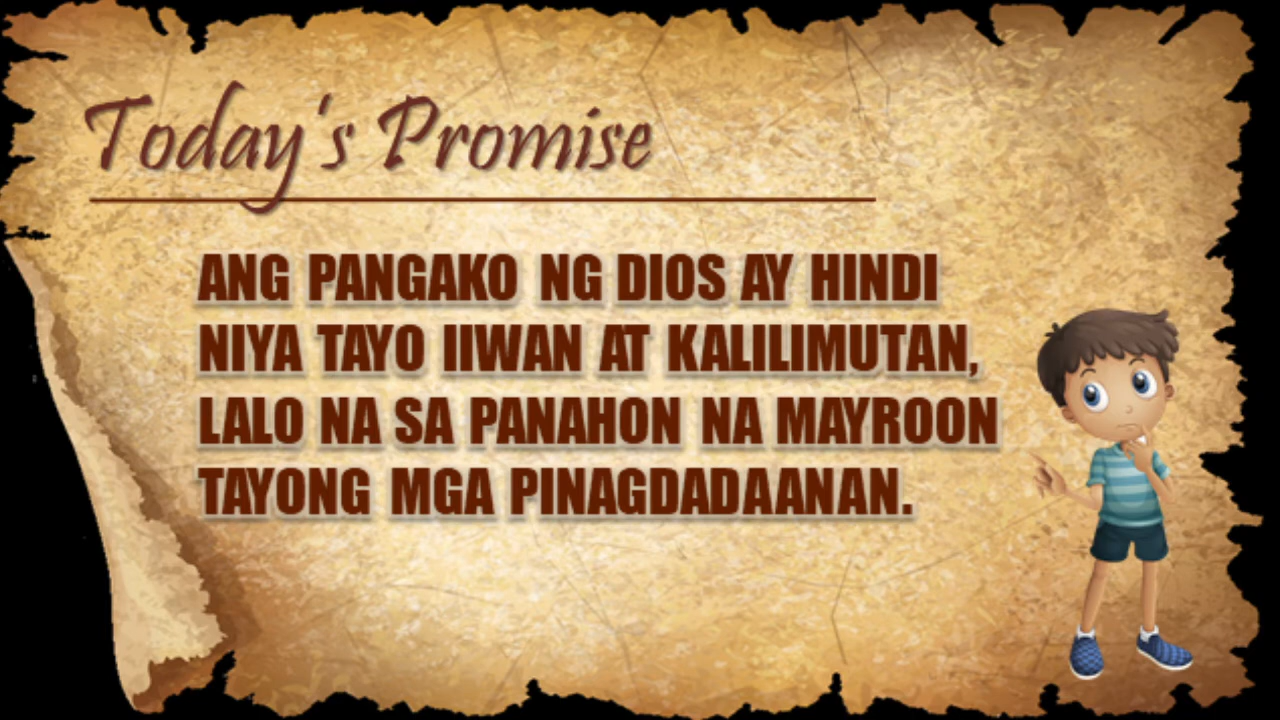 Today's Promise
ANG PANGAKO NG DIOS AY HINDI
NIYA TAYO IIWAN AT KALILIMUTAN,
LALO NA SA PANAHON NA MAYROON
TAYONG MGA PINAGDADAANAN.